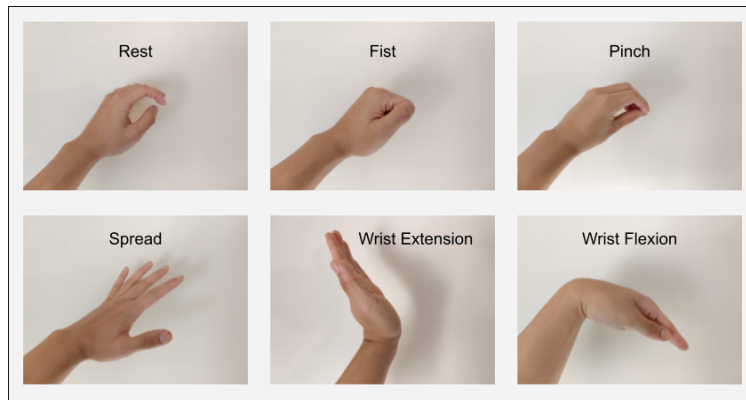 Rest
Fist
Pinch
Spread
Wrist Extension
Wrist Flexion